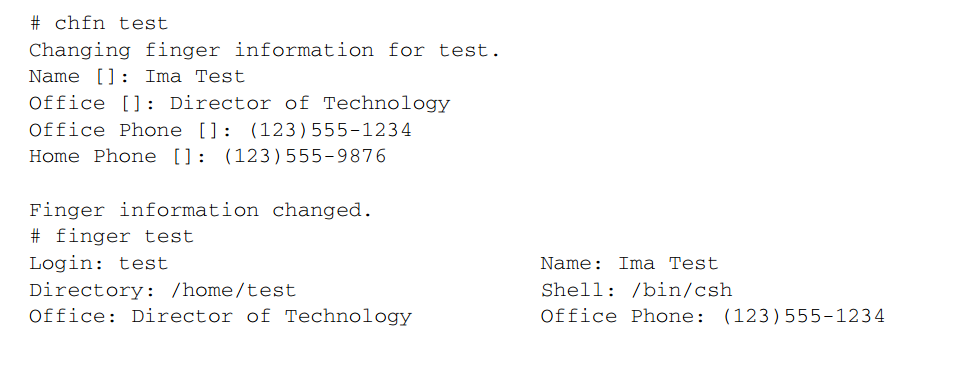 # chfn test
Changing finger information for test.
Name []: Ima Test
Office []: Director of Technology
Office Phone []: (123)555-1234
Home Phone []: (123)555-9876

Finger information changed.
# finger test
Login: test                             Name: Ima Test
Directory: /home/test                   Shell: /bin/csh
Office: Director of Technology          Office Phone: (123)555-1234